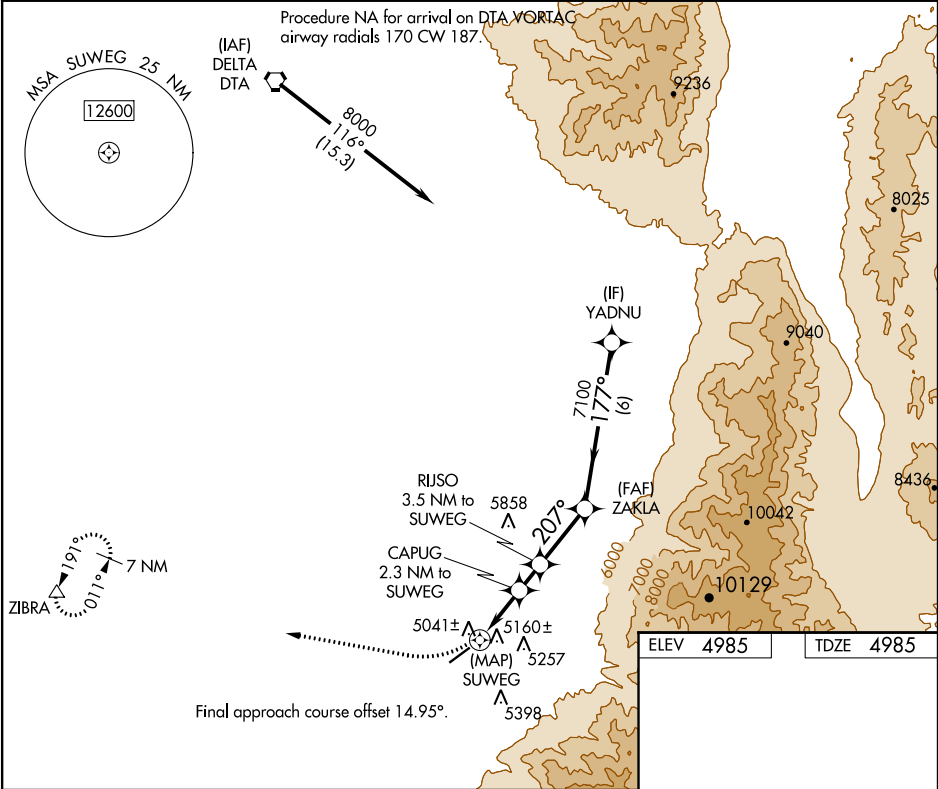 Procedure NA for arrival on DTA VORTAC
airway radials 170 CW 187.
(IAF)
DELTA
DTA
MSA SUWEG 25 NM
12600
8000
116°
(15.3)
9236
8025
(IF)
YADNU
9040
7100
177°
(6)
8436
(FAF)
ZAKLA
RIJSO
3.5 NM to
SUWEG
5858
207°
10042
CAPUG
2.3 NM to
SUWEG
6000
7000
8000
10129
191°
011°
7 NM
ZIBRA
5041±
5160±
5257
(MAP)
SUWEG
5398
Final approach course offset 14.95°.
ELEV 4985
TDZE 4985